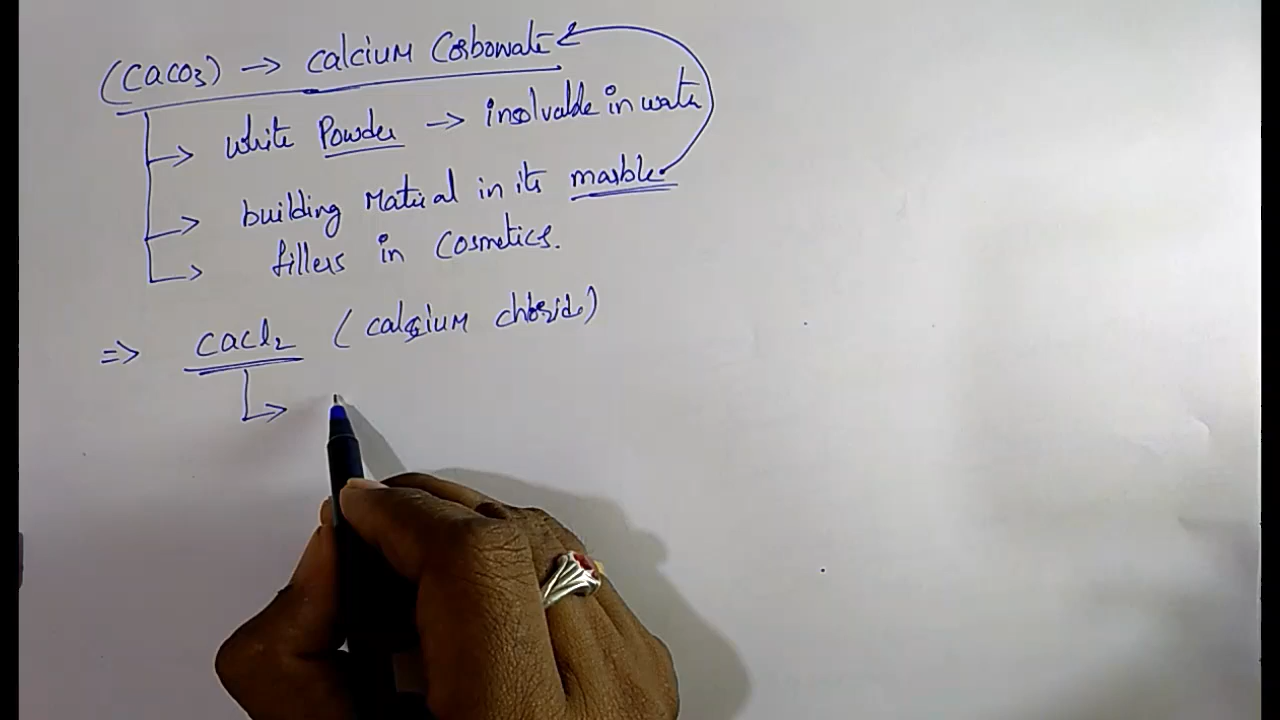 (CaCO3) → calcium Carbonate
→ white Powder → insolvable in water
→ building Material in its marble
→ fillers in Cosmetics.
⇒ CaCl2 (calcium chloride)
→